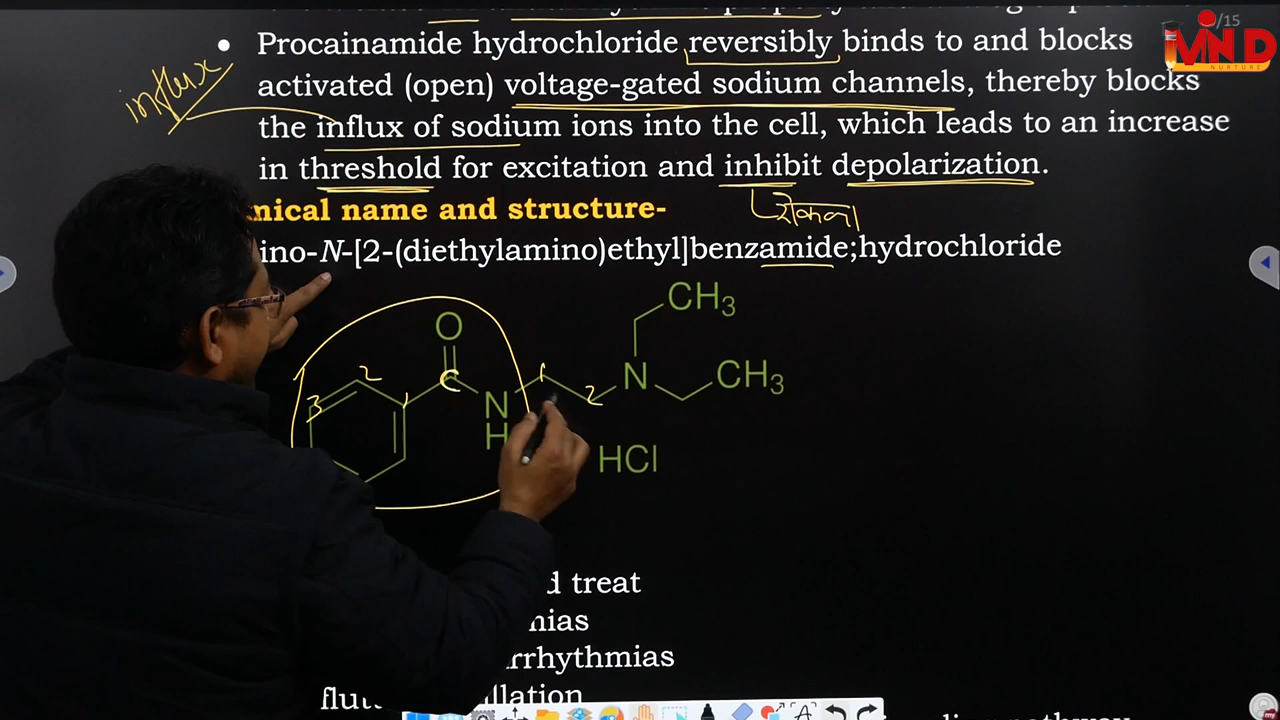 /15
MND
NURTURE
• Procainamide hydrochloride reversibly binds to and blocks
influx
activated (open) voltage-gated sodium channels, thereby blocks
the influx of sodium ions into the cell, which leads to an increase
in threshold for excitation and inhibit depolarization.
nical name and structure-
रोकना
ino-N-[2-(diethylamino)ethyl]benzamide;hydrochloride
CH3
O
N
CH3
2
C
1
1
2
3
N
H
HCl
d treat
nias
rrhythmias
flut llation